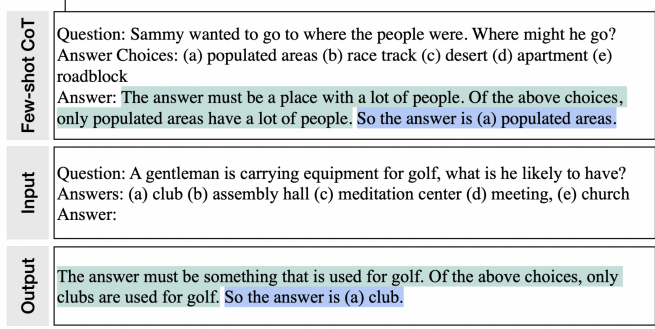 Few-shot CoT
Question: Sammy wanted to go to where the people were. Where might he go?
Answer Choices: (a) populated areas (b) race track (c) desert (d) apartment (e)
roadblock
Answer: The answer must be a place with a lot of people. Of the above choices,
only populated areas have a lot of people. So the answer is (a) populated areas.
Input
Question: A gentleman is carrying equipment for golf, what is he likely to have?
Answers: (a) club (b) assembly hall (c) meditation center (d) meeting, (e) church
Answer:
Output
The answer must be something that is used for golf. Of the above choices, only
clubs are used for golf. So the answer is (a) club.